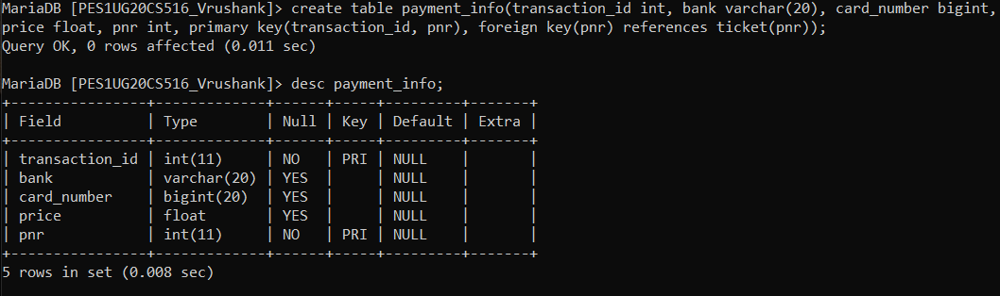 MariaDB [PES1UG20CS516_Vrushank]> create table payment_info(transaction_id int, bank varchar(20), card_number bigint,
price float, pnr int, primary key(transaction_id, pnr), foreign key(pnr) references ticket(pnr));
Query OK, 0 rows affected (0.011 sec)

MariaDB [PES1UG20CS516_Vrushank]> desc payment_info;
+----------------+-------------+------+-----+---------+-------+
| Field          | Type        | Null | Key | Default | Extra |
+----------------+-------------+------+-----+---------+-------+
| transaction_id | int(11)     | NO   | PRI | NULL    |       |
| bank           | varchar(20) | YES  |     | NULL    |       |
| card_number    | bigint(20)  | YES  |     | NULL    |       |
| price          | float       | YES  |     | NULL    |       |
| pnr            | int(11)     | NO   | PRI | NULL    |       |
+----------------+-------------+------+-----+---------+-------+
5 rows in set (0.008 sec)